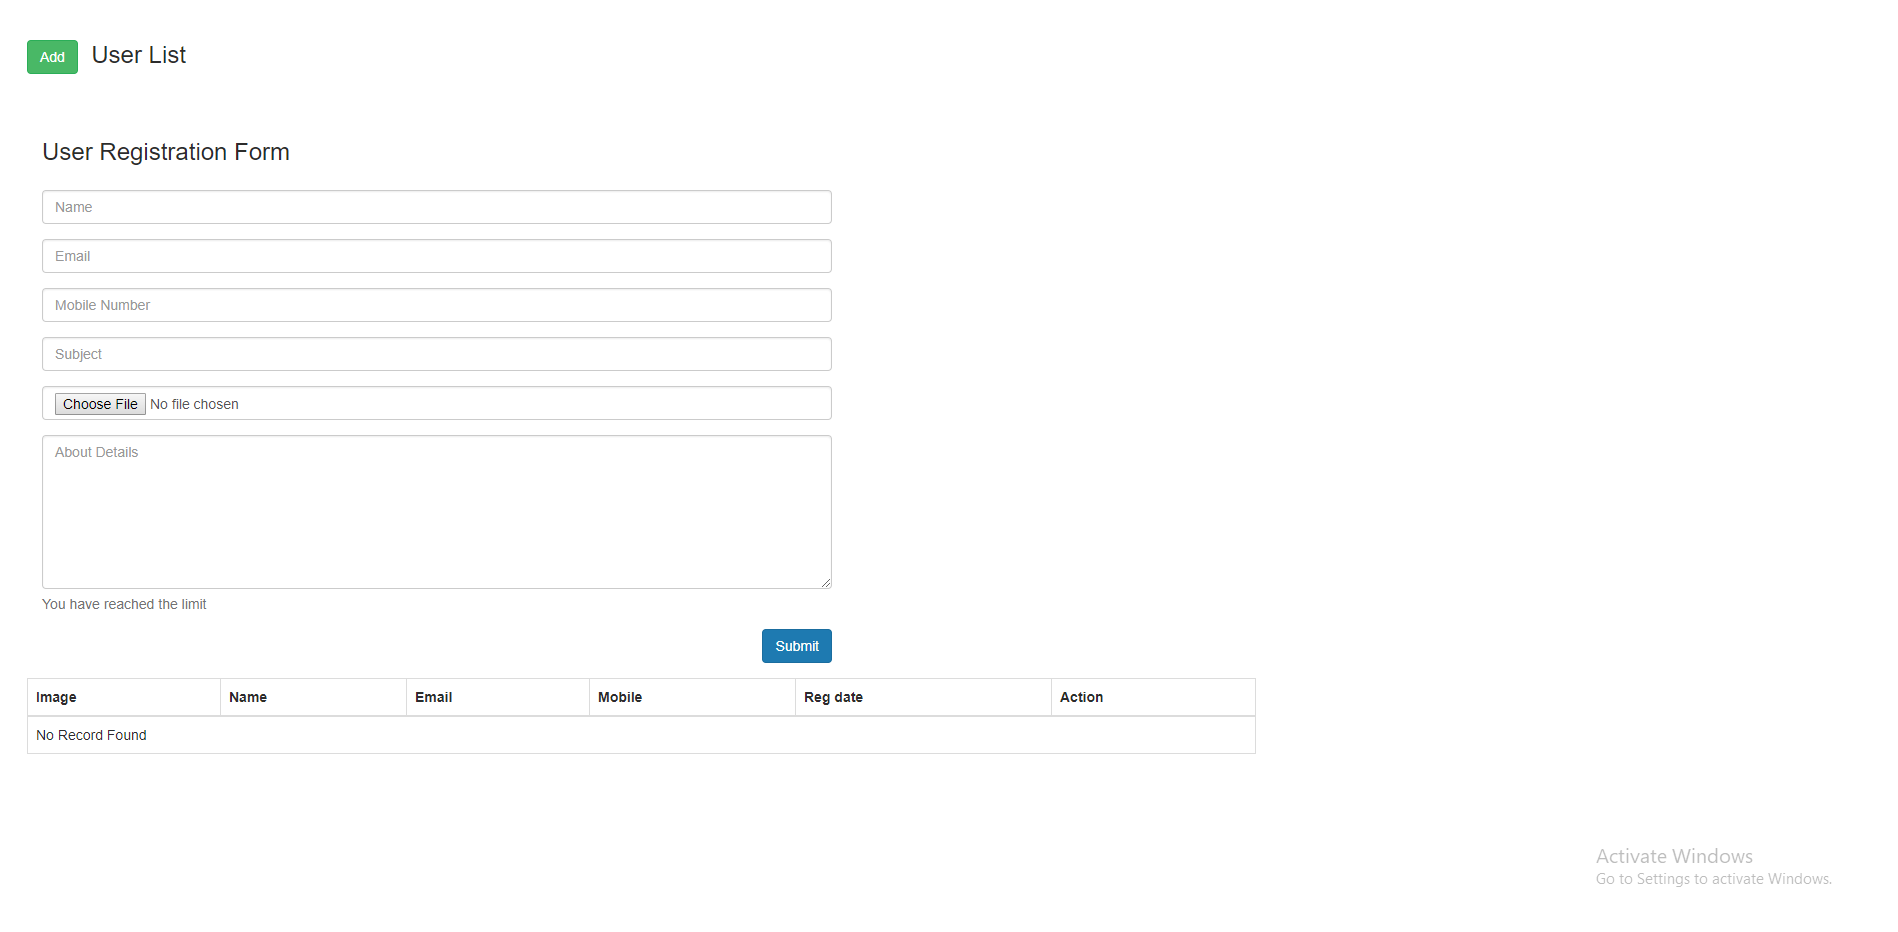 Add User List
User Registration Form
Name
Email
Mobile Number
Subject
Choose File No file chosen
About Details
You have reached the limit
Submit
Image Name Email Mobile Reg date Action
No Record Found
Activate Windows
Go to Settings to activate Windows.